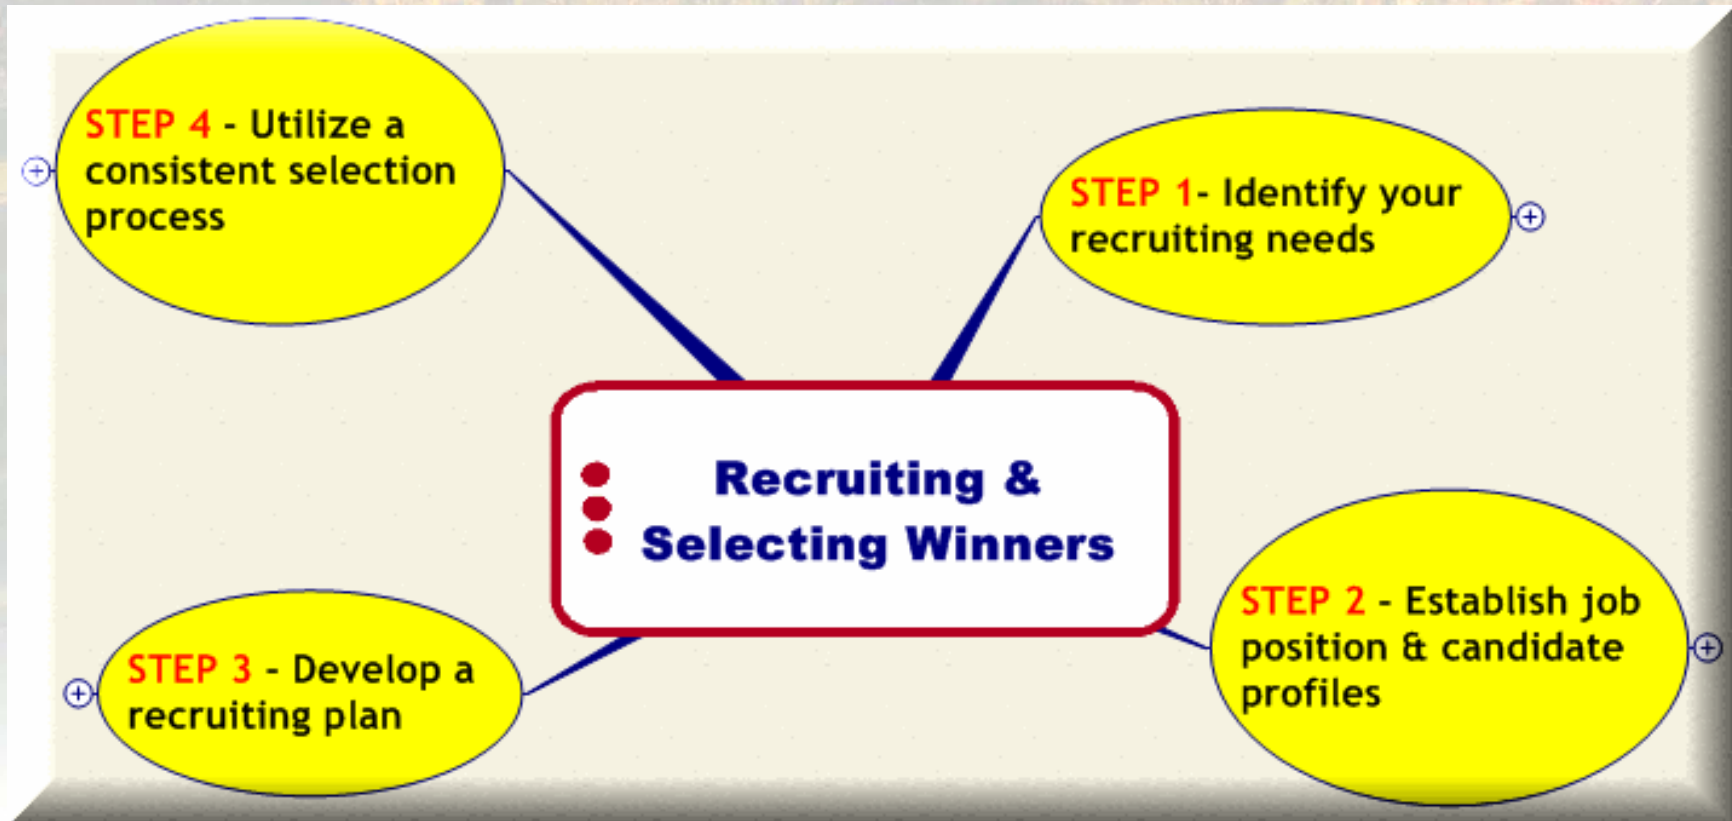 Recruiting &
Selecting Winners
STEP 1- Identify your
recruiting needs
STEP 2 - Establish job
position & candidate
profiles
STEP 3 - Develop a
recruiting plan
STEP 4 - Utilize a
consistent selection
process